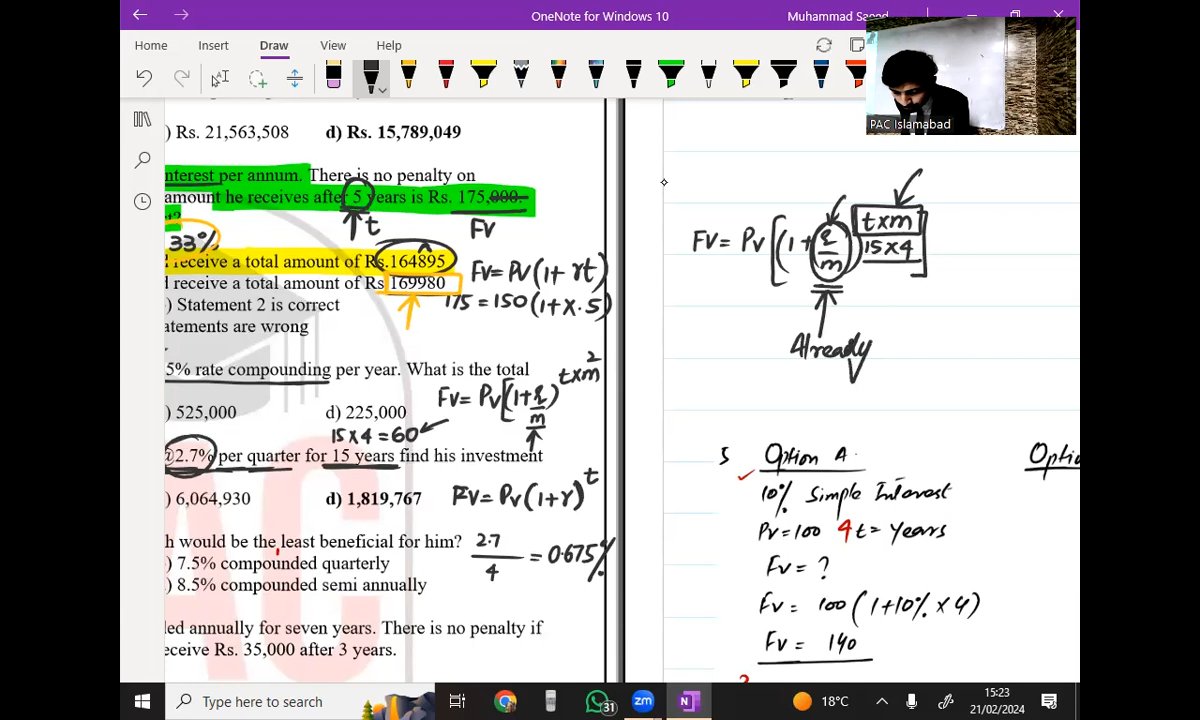 OneNote for Windows 10
Muhammad Saeed
Home Insert Draw View Help
PAC Islamabad
) Rs. 21,563,508 d) Rs. 15,789,049
nterest per annum. There is no penalty on
amount he receives after 5 years is Rs. 175,000.
t?
33%
t
FV
l receive a total amount of Rs.164895
d receive a total amount of Rs 169980
) Statement 2 is correct
atements are wrong
FV= PV(1+ rt)
175 = 150(1+X.5)
5% rate compounding per year. What is the total
FV= PV[(1+r/m)^txm
2
) 525,000 d) 225,000
15 x 4 = 60
@2.7% per quarter for 15 years find his investment
) 6,064,930 d) 1,819,767
FV= PV(1+r)^t
h would be the least beneficial for him?
) 7.5% compounded quarterly
) 8.5% compounded semi annually
2.7/4 = 0.675%
led annually for seven years. There is no penalty if
eceive Rs. 35,000 after 3 years.
FV= PV[(1+r/m)^txm]
15 x 4
Already
5 Option A.
Optio
10% Simple Interest
PV=100 4 t= years
FV= ?
FV= 100(1+10% x 4)
FV= 140
Type here to search
31
zm
N
18°C
15:23
21/02/2024